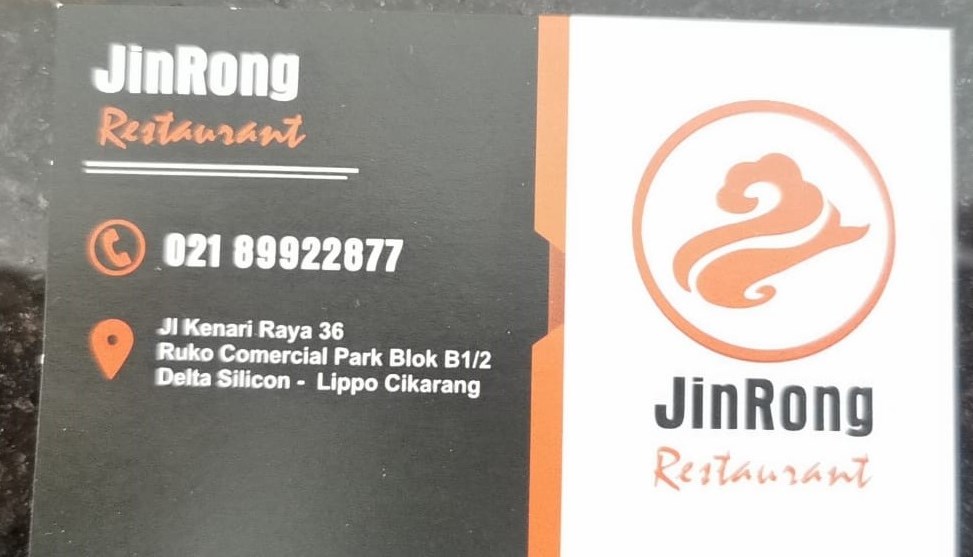 JinRong
Restaurant
021 89922877
Jl Kenari Raya 36
Ruko Comercial Park Blok B1/2
Delta Silicon - Lippo Cikarang
JinRong
Restaurant